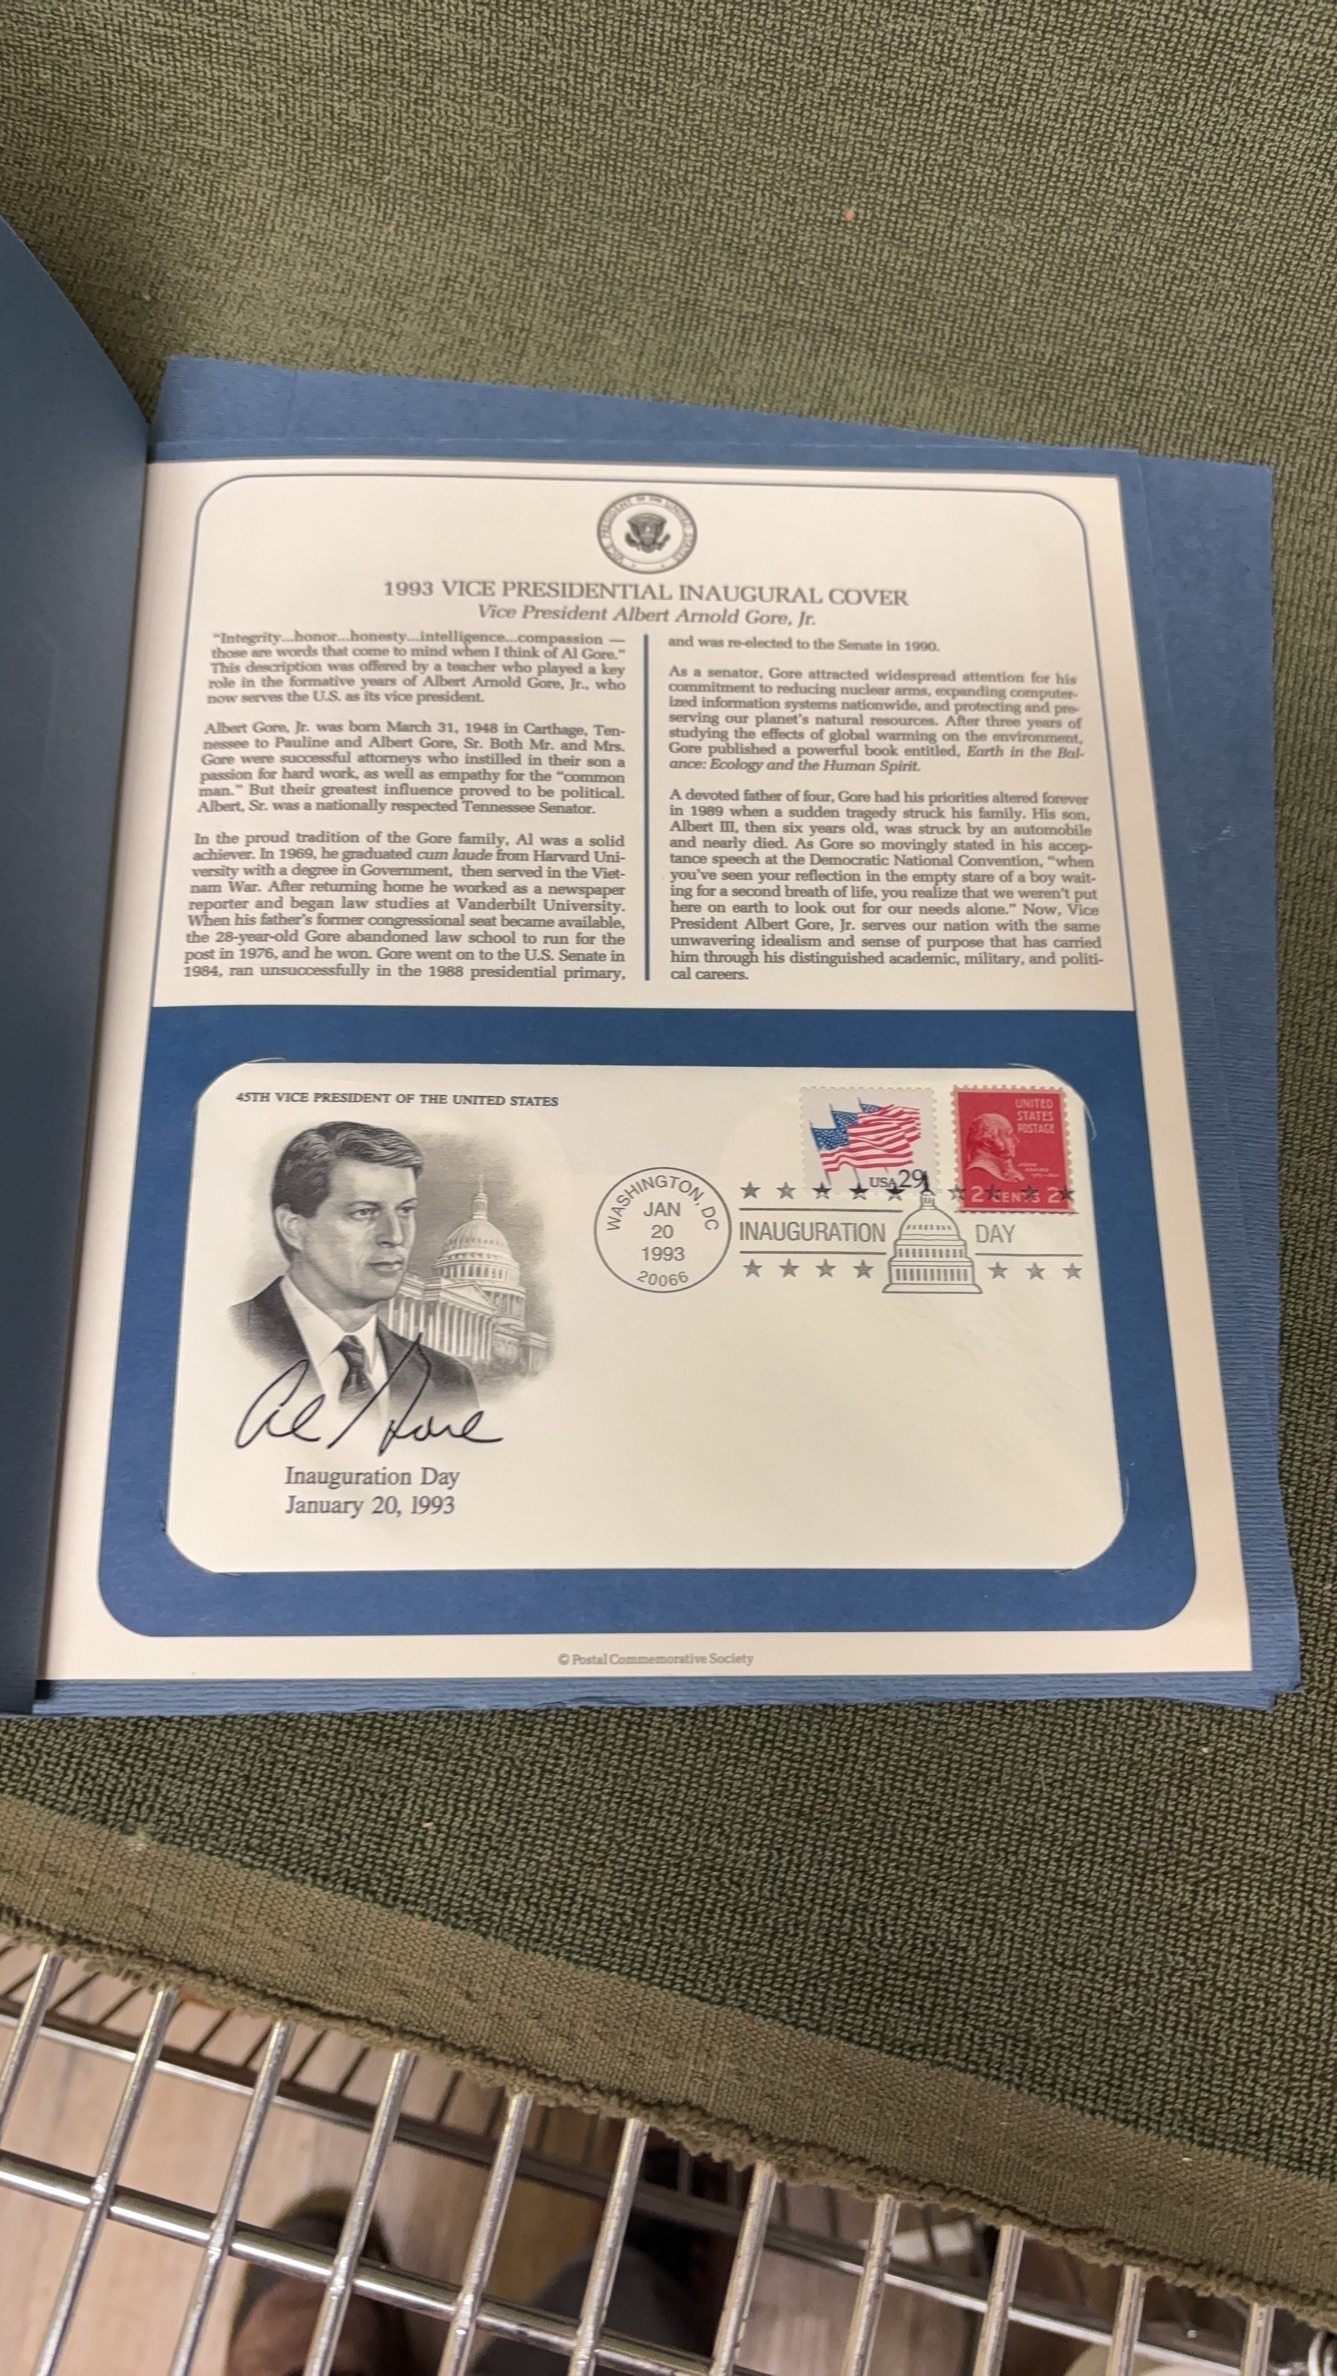 VICE PRESIDENT OF THE UNITED STATES
1993 VICE PRESIDENTIAL INAUGURAL COVER
Vice President Albert Arnold Gore, Jr.
"Integrity...honor...honesty...intelligence...compassion —
those are words that come to mind when I think of Al Gore."
This description was offered by a teacher who played a key
role in the formative years of Albert Arnold Gore, Jr., who
now serves the U.S. as its vice president.
Albert Gore, Jr. was born March 31, 1948 in Carthage, Ten-
nessee to Pauline and Albert Gore, Sr. Both Mr. and Mrs.
Gore were successful attorneys who instilled in their son a
passion for hard work, as well as empathy for the "common
man." But their greatest influence proved to be political.
Albert, Sr. was a nationally respected Tennessee Senator.
In the proud tradition of the Gore family, Al was a solid
achiever. In 1969, he graduated cum laude from Harvard Uni-
versity with a degree in Government, then served in the Viet-
nam War. After returning home he worked as a newspaper
reporter and began law studies at Vanderbilt University.
When his father's former congressional seat became available,
the 28-year-old Gore abandoned law school to run for the
post in 1976, and he won. Gore went on to the U.S. Senate in
1984, ran unsuccessfully in the 1988 presidential primary,
and was re-elected to the Senate in 1990.
As a senator, Gore attracted widespread attention for his
commitment to reducing nuclear arms, expanding computer-
ized information systems nationwide, and protecting and pre-
serving our planet's natural resources. After three years of
studying the effects of global warming on the environment,
Gore published a powerful book entitled, Earth in the Bal-
ance: Ecology and the Human Spirit.
A devoted father of four, Gore had his priorities altered forever
in 1989 when a sudden tragedy struck his family. His son,
Albert III, then six years old, was struck by an automobile
and nearly died. As Gore so movingly stated in his accep-
tance speech at the Democratic National Convention, "when
you've seen your reflection in the empty stare of a boy wait-
ing for a second breath of life, you realize that we weren't put
here on earth to look out for our needs alone." Now, Vice
President Albert Gore, Jr. serves our nation with the same
unwavering idealism and sense of purpose that has carried
him through his distinguished academic, military, and politi-
cal careers.
45TH VICE PRESIDENT OF THE UNITED STATES
USA 29
UNITED
STATES
POSTAGE
JOHN
ADAMS
2 CENTS 2
WASHINGTON, DC
JAN
20
1993
20066
INAUGURATION DAY
Al Gore
Inauguration Day
January 20, 1993
© Postal Commemorative Society